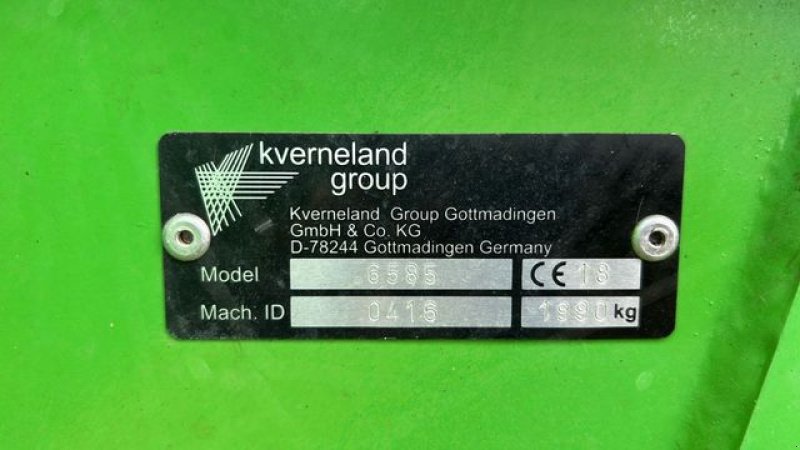 kverneland
group
Kverneland Group Gottmadingen
GmbH & Co. KG
D-78244 Gottmadingen Germany
Model 6585 CE 18
Mach. ID 0416 1990 kg